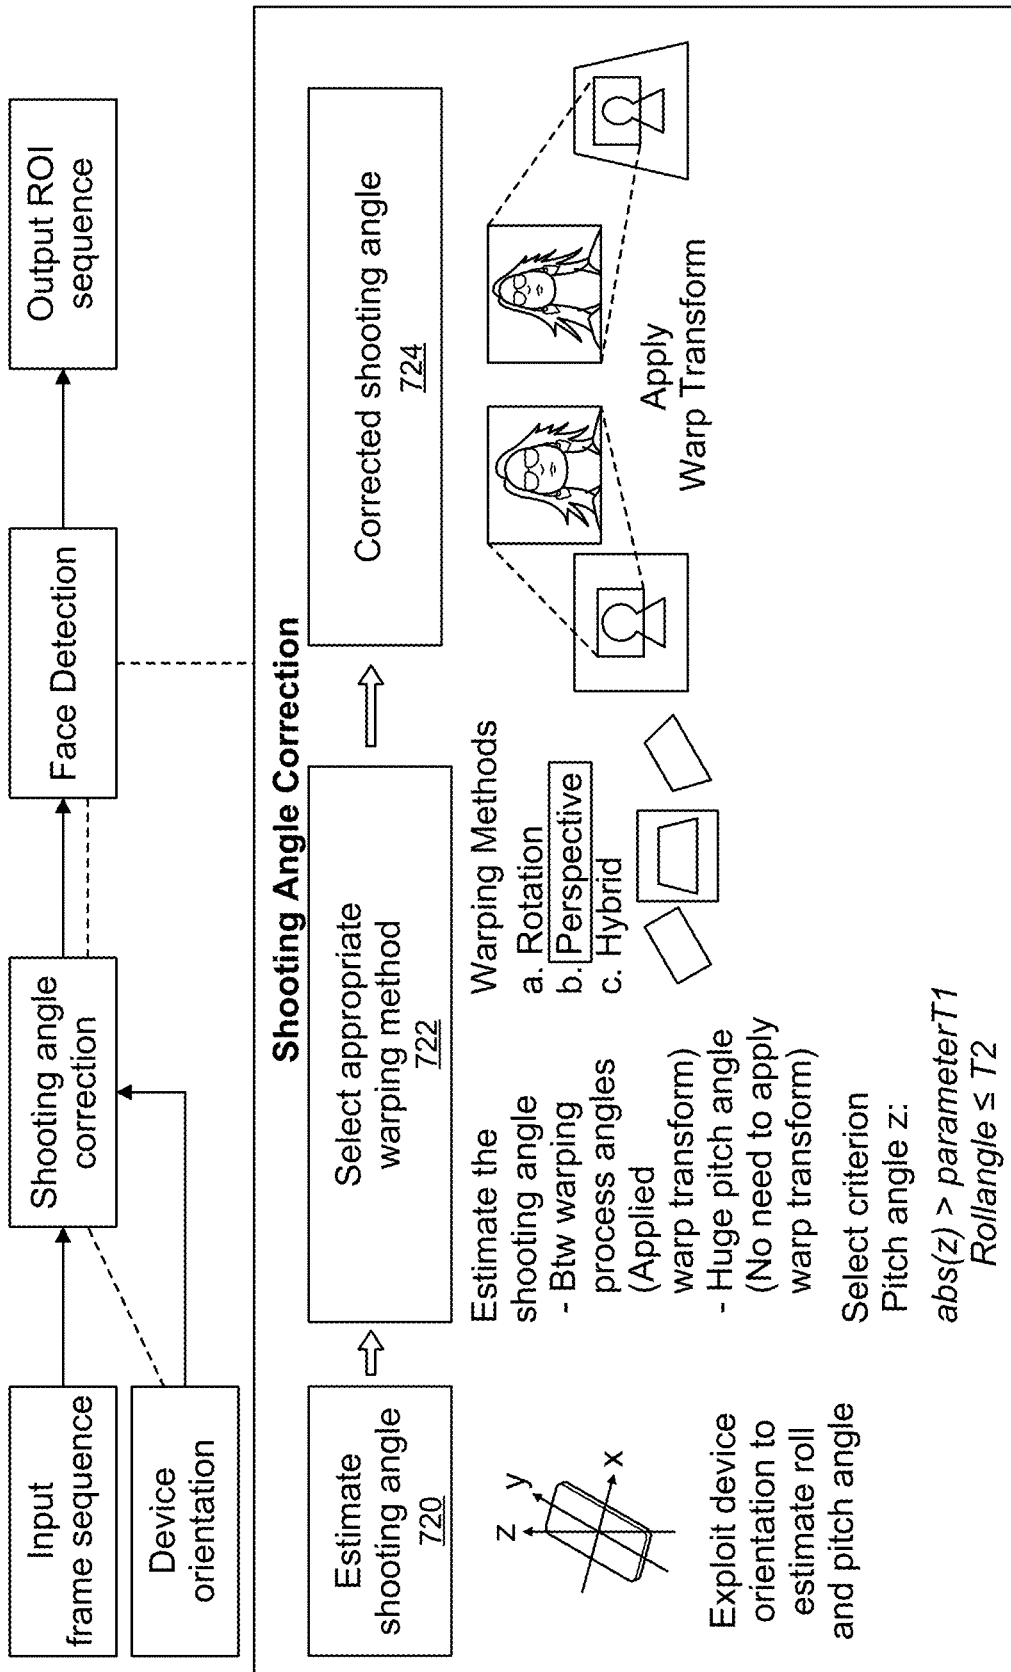 Input
frame sequence
Device
orientation
Shooting angle
correction
Face Detection
Output ROI
sequence
Shooting Angle Correction
Estimate
shooting angle
720
Select appropriate
warping method
722
Corrected shooting angle
724
z
y
x
Exploit device
orientation to
estimate roll
and pitch angle
Estimate the
shooting angle
- Btw warping
process angles
(Applied
warp transform)
- Huge pitch angle
(No need to apply
warp transform)
Select criterion
Pitch angle z:
abs(z) > parameterT1
Rollangle ≤ T2
Warping Methods
a. Rotation
b. Perspective
c. Hybrid
Apply
Warp Transform